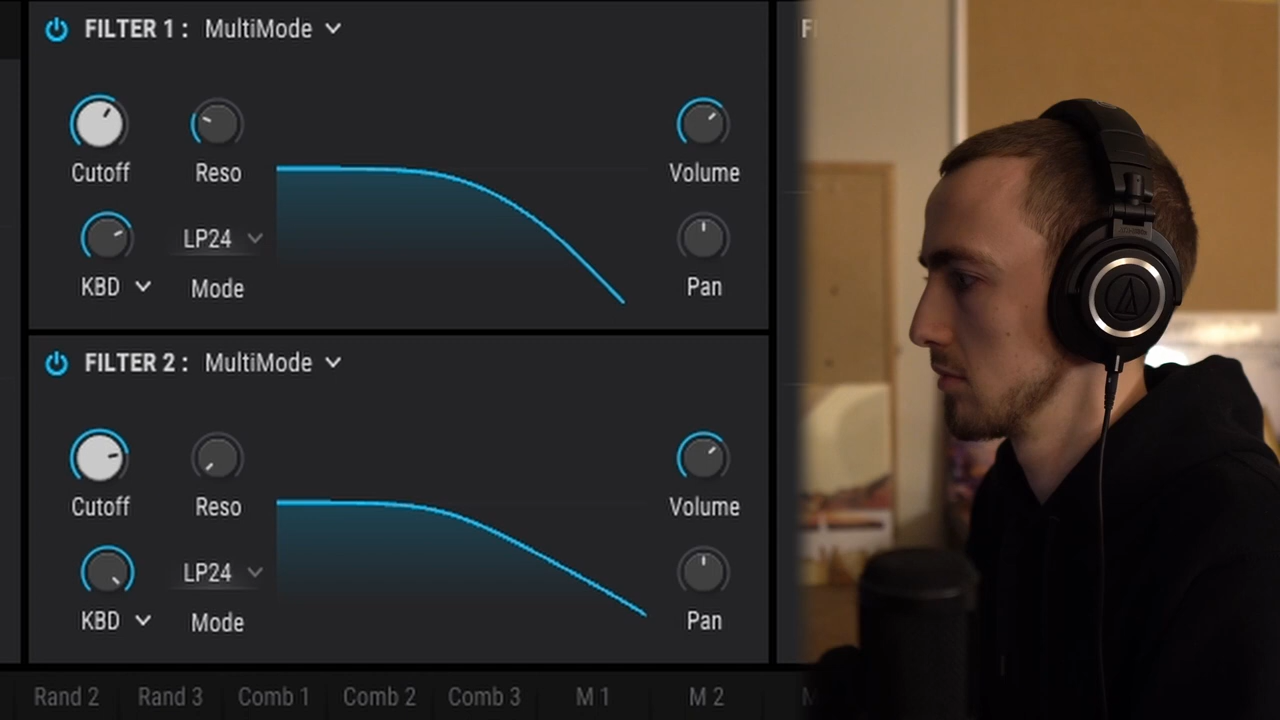 FILTER 1 : MultiMode
Cutoff Reso Volume
LP24
KBD Mode Pan
FILTER 2 : MultiMode
Cutoff Reso Volume
LP24
KBD Mode Pan
Rand 2 Rand 3 Comb 1 Comb 2 Comb 3 M 1 M 2